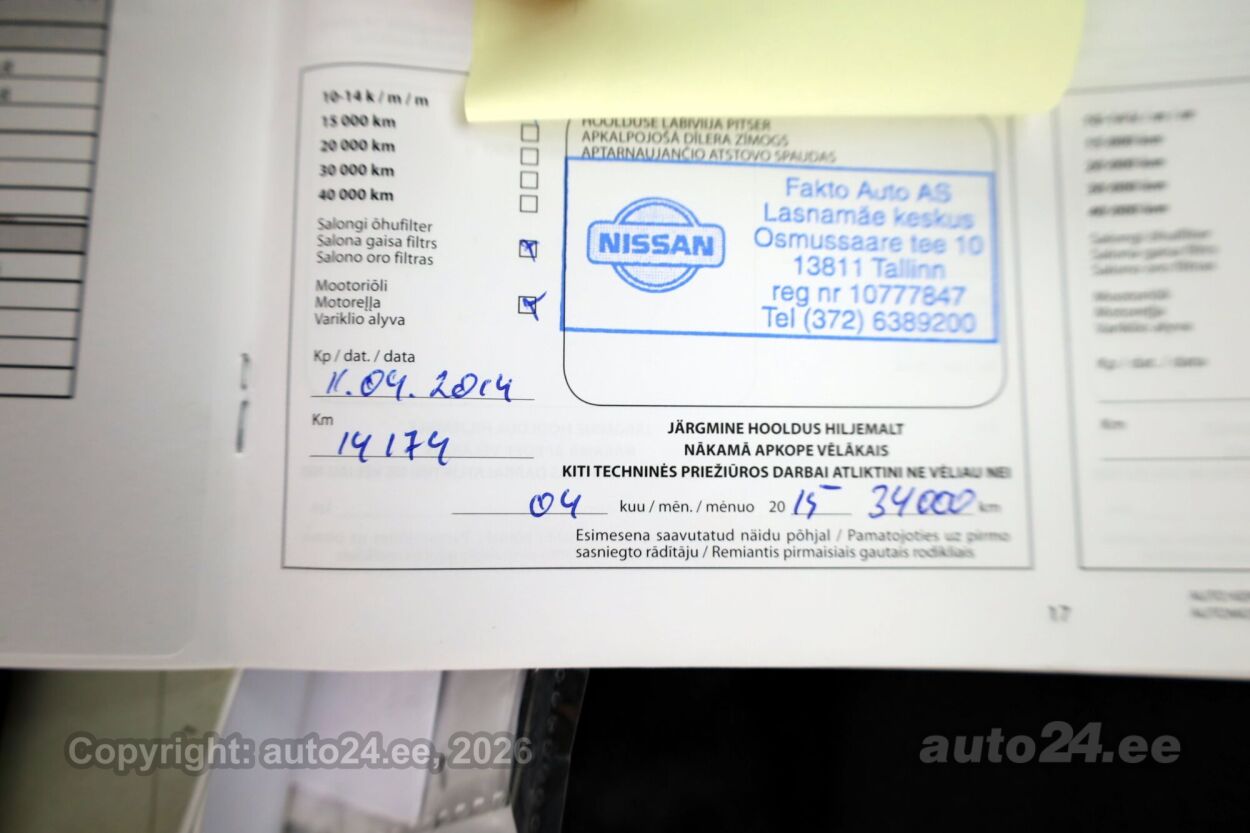 10-14 k / m / m
15 000 km
20 000 km
30 000 km
40 000 km
Salongi õhufilter
Salona gaisa filtrs
Salono oro filtras
Mootoriõli
Motoreļļa
Variklio alyva
Kp / dat. / data
11.04.2014
Km
14174
HOOLDUSE LÄBIVIIJA PITSER
APKALPOJOŠĀ DĪLERA ZĪMOGS
APTARNAUJANČIO ATSTOVO SPAUDAS
NISSAN
Fakto Auto AS
Lasnamäe keskus
Osmussaare tee 10
13811 Tallinn
reg nr 10777847
Tel (372) 6389200
JÄRGMINE HOOLDUS HILJEMALT
NĀKAMĀ APKOPE VĒLĀKAIS
KITI TECHNINĖS PRIEŽIŪROS DARBAI ATLIKTINI NE VĖLIAU NEI
04 kuu / mēn. / mėnuo 20 15 34000 km
Esimesena saavutatud näidu põhjal / Pamatojoties uz pirmo
sasniegto rādītāju / Remiantis pirmaisiais gautais rodikliais
17
Copyright: auto24.ee, 2026
auto24.ee